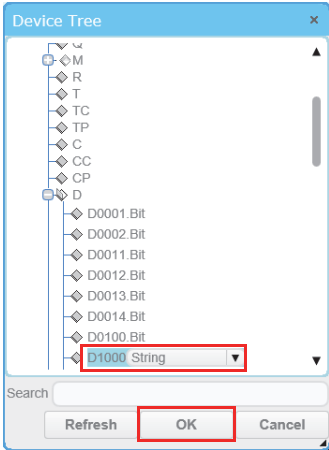 Device Tree ×
Q
M
R
T
TC
TP
C
CC
CP
D
D0001.Bit
D0002.Bit
D0011.Bit
D0012.Bit
D0013.Bit
D0014.Bit
D0100.Bit
D1000 String
Search
Refresh OK Cancel